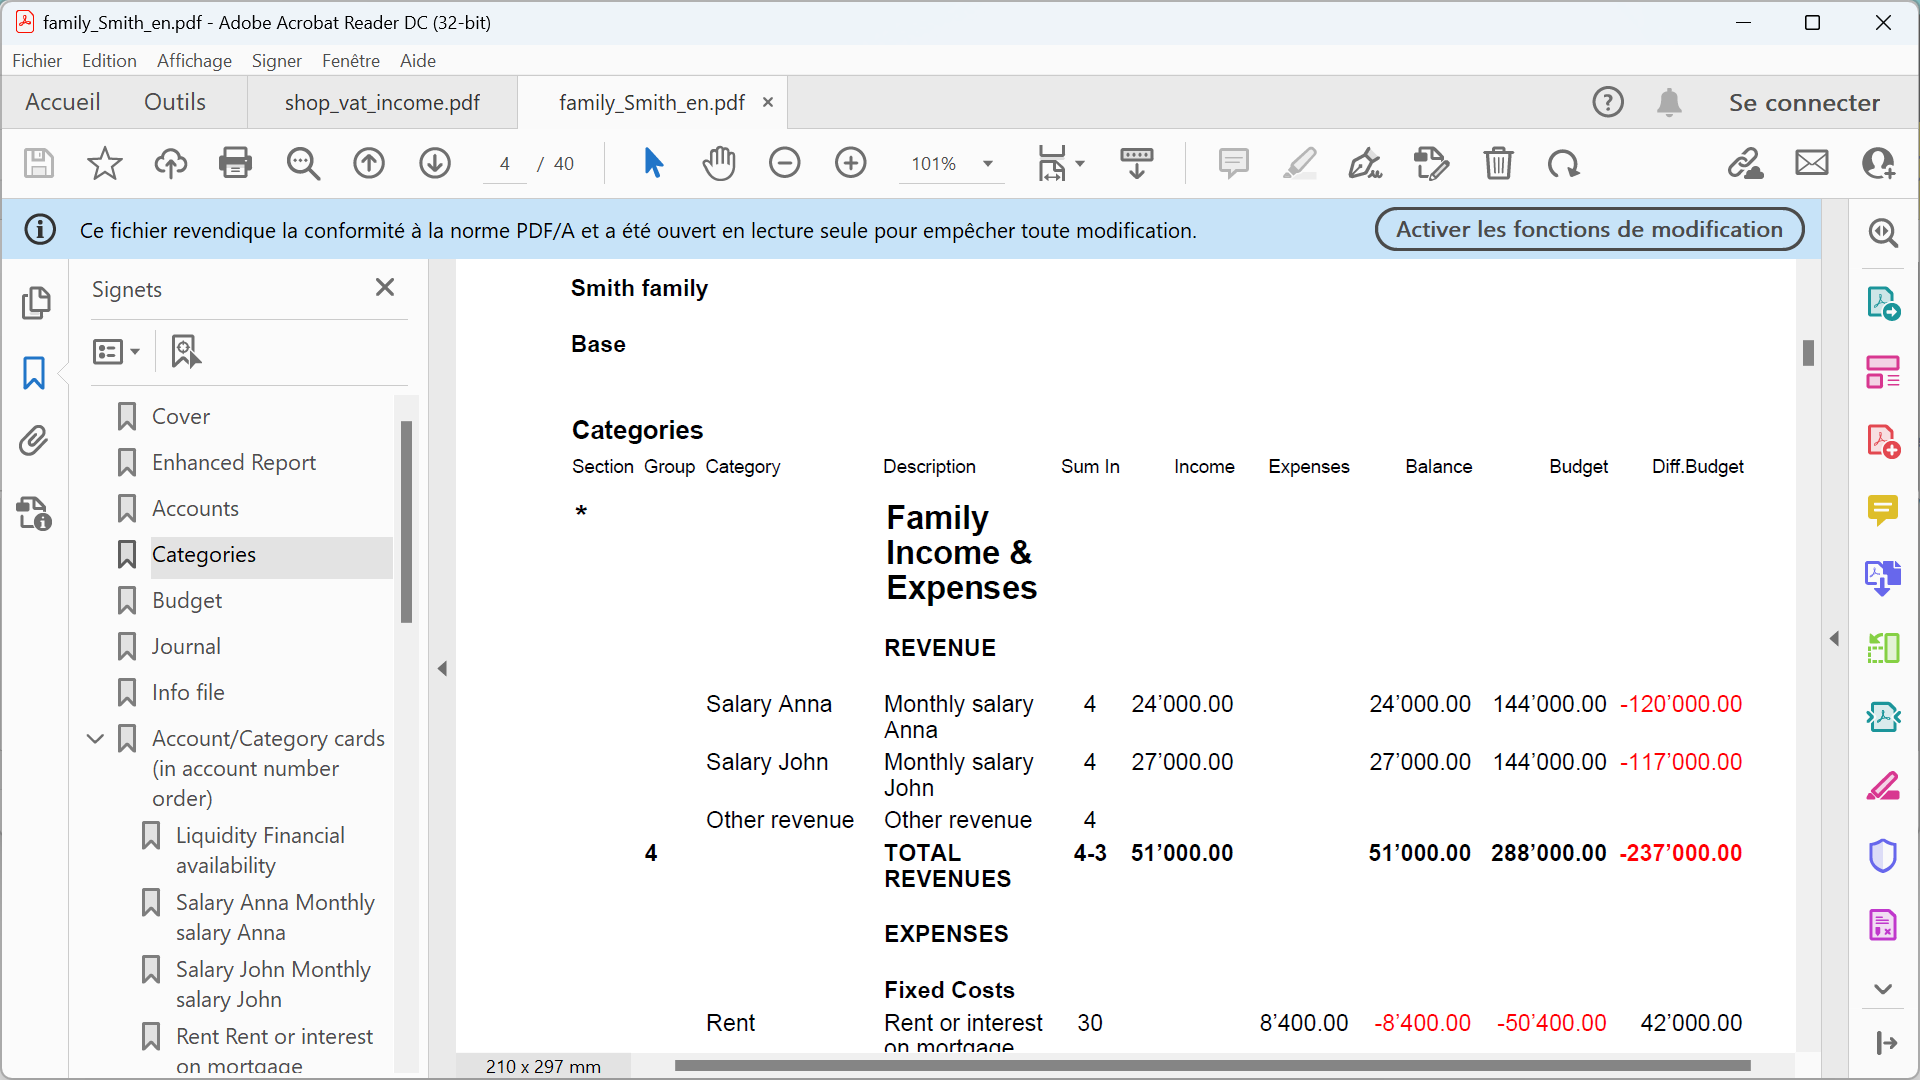 family_Smith_en.pdf - Adobe Acrobat Reader DC (32-bit)
Fichier Edition Affichage Signer Fenêtre Aide
Accueil Outils shop_vat_income.pdf family_Smith_en.pdf × Se connecter
4 / 40 101%
Ce fichier revendique la conformité à la norme PDF/A et a été ouvert en lecture seule pour empêcher toute modification. Activer les fonctions de modification
Signets
Cover
Enhanced Report
Accounts
Categories
Budget
Journal
Info file
Account/Category cards
(in account number
order)
Liquidity Financial
availability
Salary Anna Monthly
salary Anna
Salary John Monthly
salary John
Rent Rent or interest
on mortgage
Smith family
Base
Categories
Section Group Category Description Sum In Income Expenses Balance Budget Diff.Budget
* Family
Income &
Expenses
REVENUE
Salary Anna Monthly salary 4 24’000.00 24’000.00 144’000.00 -120’000.00
Anna
Salary John Monthly salary 4 27’000.00 27’000.00 144’000.00 -117’000.00
John
Other revenue Other revenue 4
4 TOTAL 4-3 51’000.00 51’000.00 288’000.00 -237’000.00
REVENUES
EXPENSES
Fixed Costs
Rent Rent or interest 30 8’400.00 -8’400.00 -50’400.00 42’000.00
on mortgage
210 x 297 mm